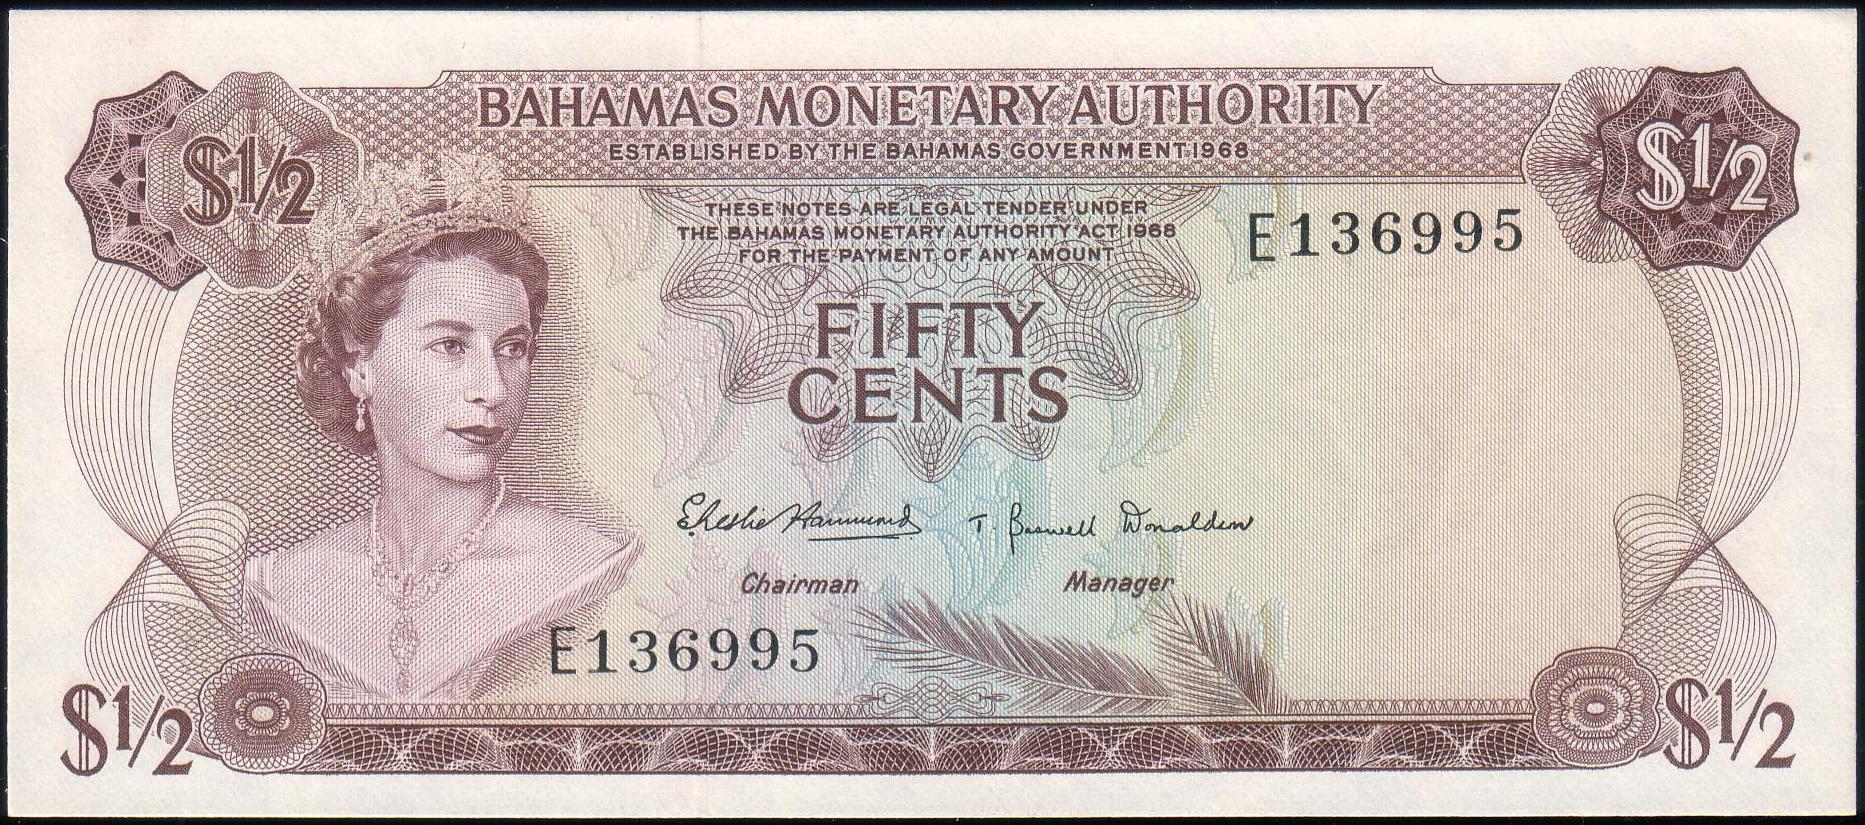 BAHAMAS MONETARY AUTHORITY
ESTABLISHED BY THE BAHAMAS GOVERNMENT 1968
$1/2
$1/2
THESE NOTES ARE LEGAL TENDER UNDER
THE BAHAMAS MONETARY AUTHORITY ACT 1968
FOR THE PAYMENT OF ANY AMOUNT
E136995
FIFTY
CENTS
T. Baswell Donaldson
Chairman Manager
E136995
$1/2
$1/2